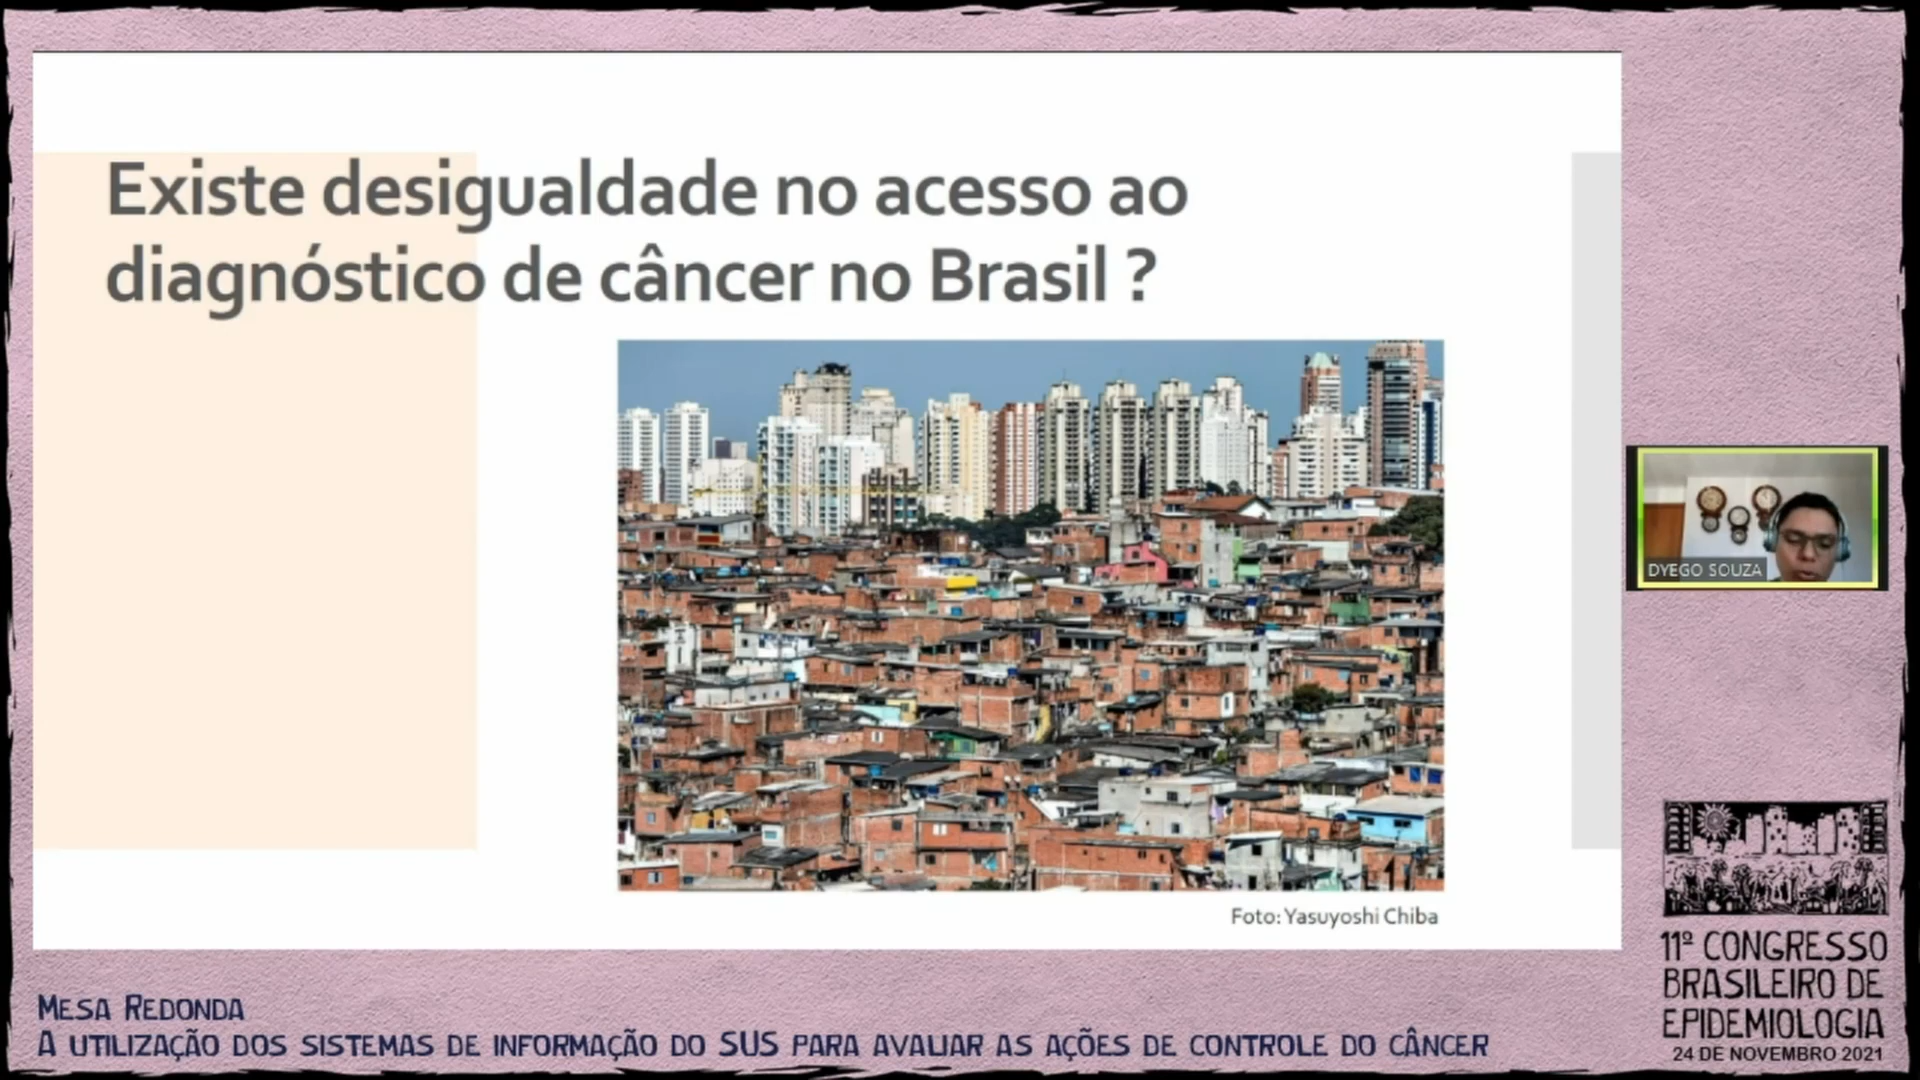 Existe desigualdade no acesso ao
diagnóstico de câncer no Brasil ?
Foto: Yasuyoshi Chiba
DYEGO SOUZA
11º CONGRESSO
BRASILEIRO DE
EPIDEMIOLOGIA
24 DE NOVEMBRO 2021
MESA REDONDA
A UTILIZAÇÃO DOS SISTEMAS DE INFORMAÇÃO DO SUS PARA AVALIAR AS AÇÕES DE CONTROLE DO CÂNCER